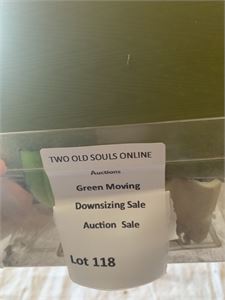 TWO OLD SOULS ONLINE
Auctions
Green Moving
Downsizing Sale
Auction Sale
Lot 118